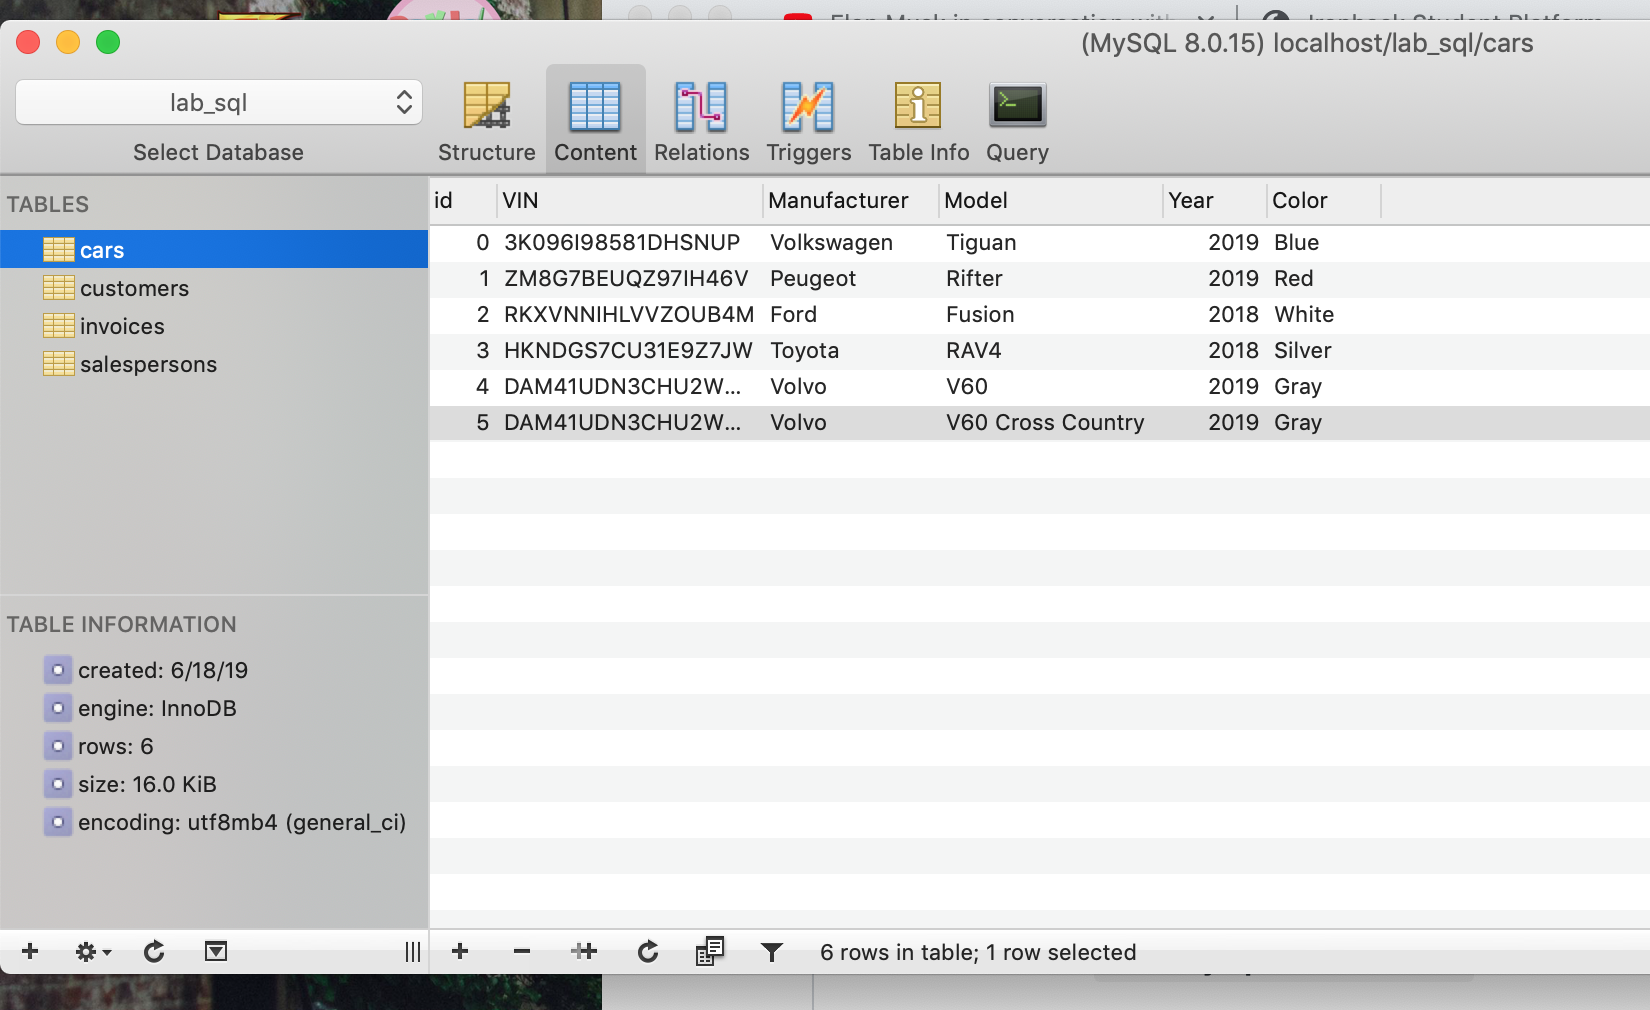 (MySQL 8.0.15) localhost/lab_sql/cars
lab_sql
Select Database
Structure
Content
Relations
Triggers
Table Info
Query
TABLES
cars
customers
invoices
salespersons
TABLE INFORMATION
created: 6/18/19
engine: InnoDB
rows: 6
size: 16.0 KiB
encoding: utf8mb4 (general_ci)
id VIN Manufacturer Model Year Color
0 3K096I98581DHSNUP Volkswagen Tiguan 2019 Blue
1 ZM8G7BEUQZ97IH46V Peugeot Rifter 2019 Red
2 RKXVNNIHLVVZOUB4M Ford Fusion 2018 White
3 HKNDGS7CU31E9Z7JW Toyota RAV4 2018 Silver
4 DAM41UDN3CHU2W... Volvo V60 2019 Gray
5 DAM41UDN3CHU2W... Volvo V60 Cross Country 2019 Gray
6 rows in table; 1 row selected